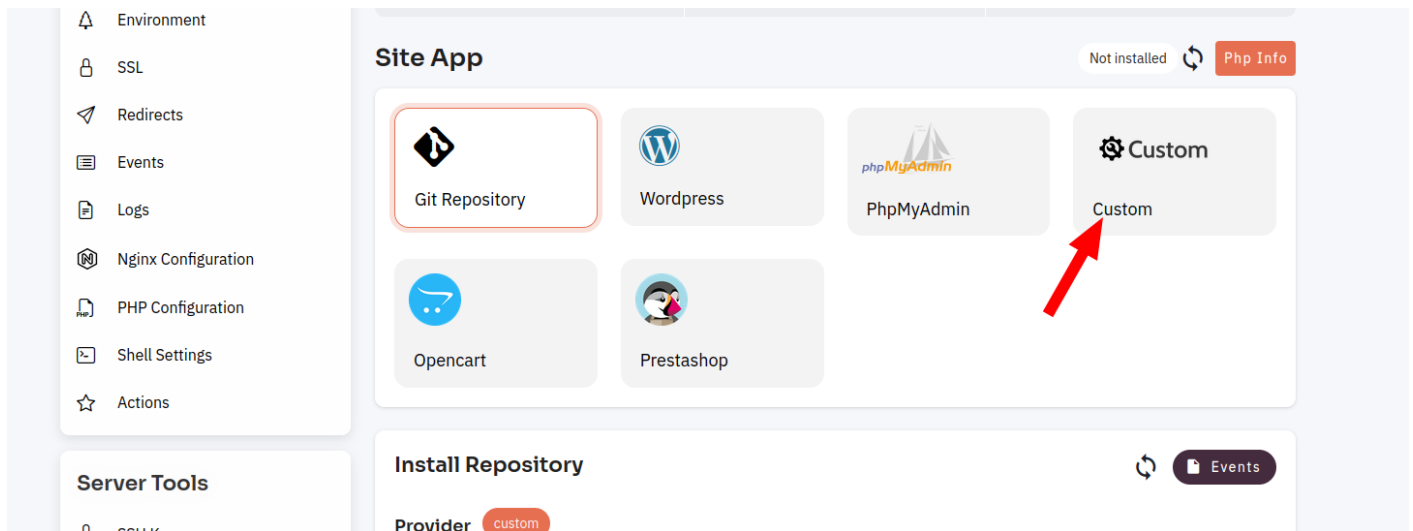 Environment
SSL
Redirects
Events
Logs
Nginx Configuration
PHP Configuration
Shell Settings
Actions
Server Tools
Site App
Not installed
Php Info
Git Repository
Wordpress
phpMyAdmin
PhpMyAdmin
Custom
Custom
Opencart
Prestashop
Install Repository
Events
Provider custom